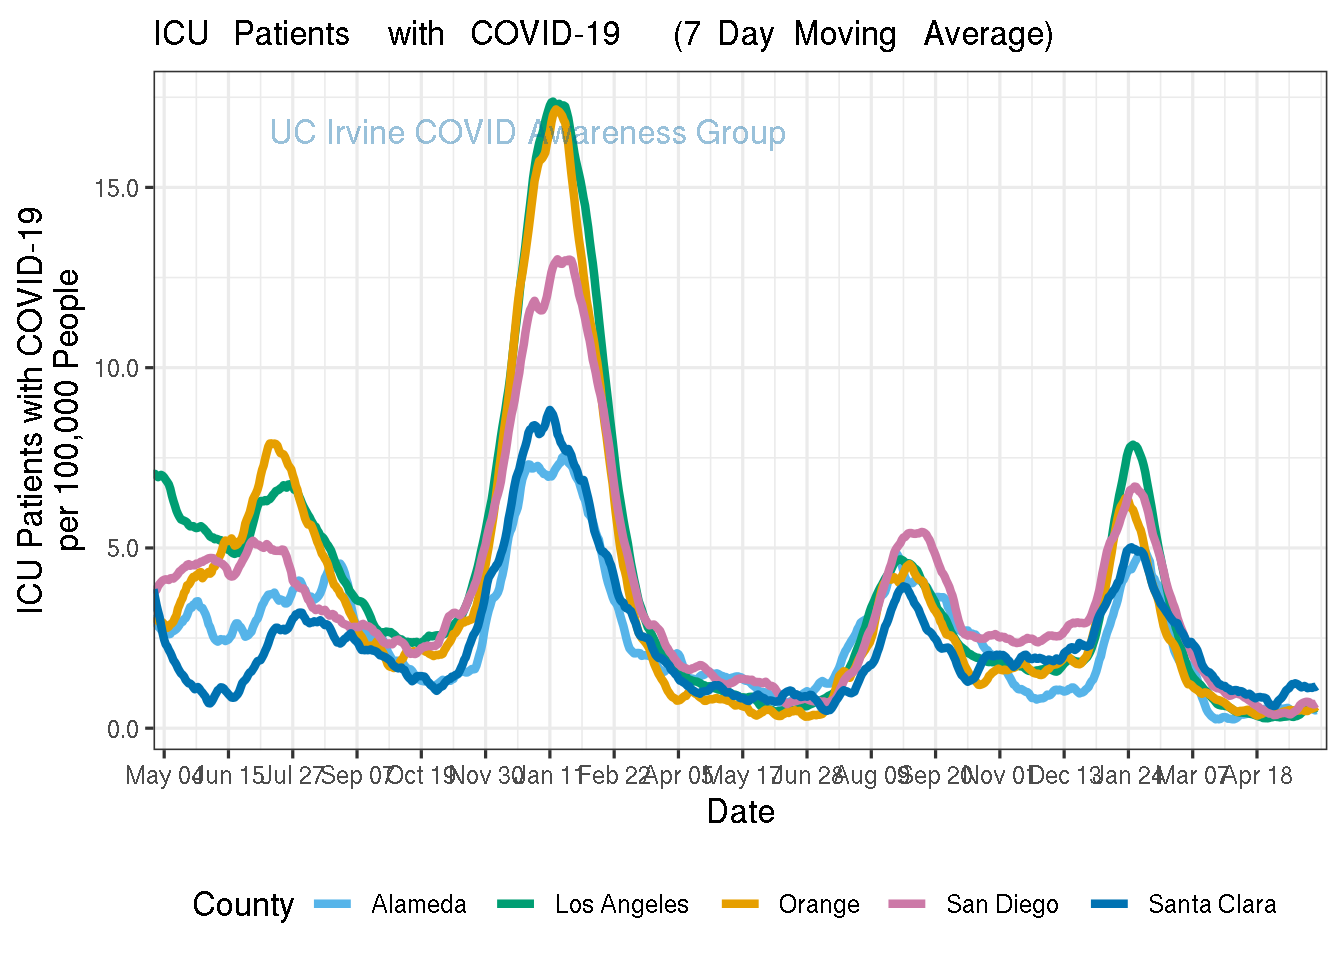 ICU Patients with COVID-19 (7 Day Moving Average)
UC Irvine COVID Awareness Group
ICU Patients with COVID-19
per 100,000 People
15.0
10.0
5.0
0.0
May 04 Jun 15 Jul 27 Sep 07 Oct 19 Nov 30 Jan 11 Feb 22 Apr 05 May 17 Jun 28 Aug 09 Sep 20 Nov 01 Dec 13 Jan 24 Mar 07 Apr 18
Date
County Alameda Los Angeles Orange San Diego Santa Clara